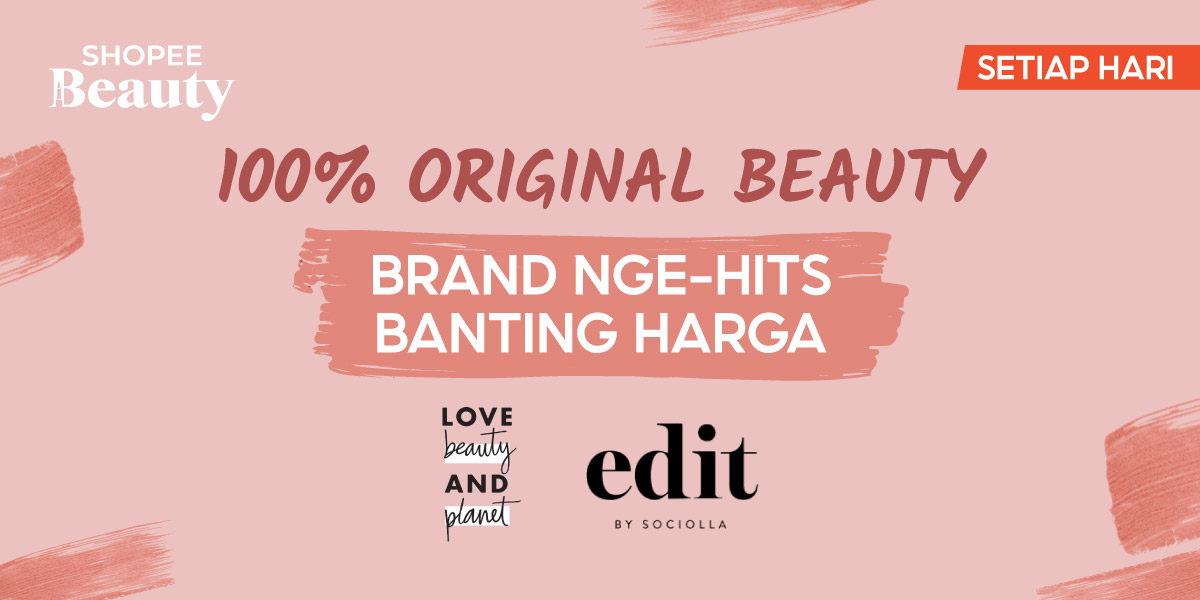 SHOPEE
Beauty
SETIAP HARI
100% ORIGINAL BEAUTY
BRAND NGE-HITS
BANTING HARGA
LOVE
beauty
AND
planet
edit
BY SOCIOLLA